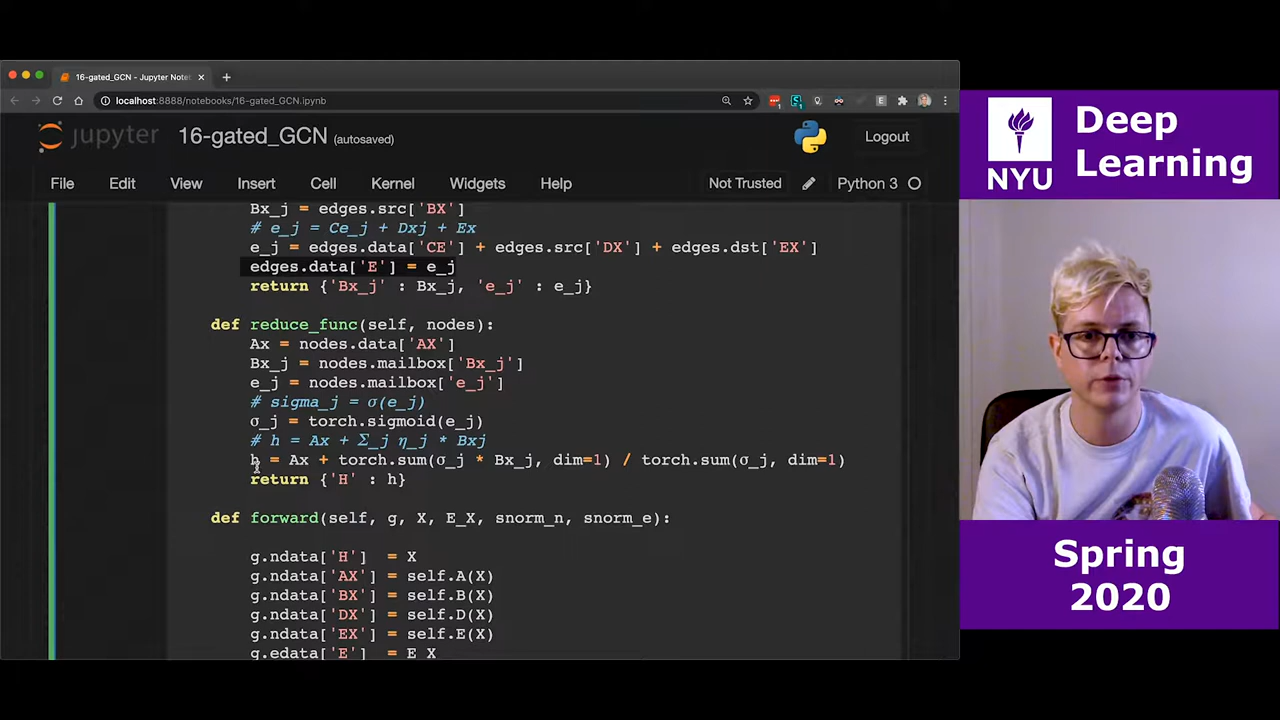 16-gated_GCN - Jupyter Note
localhost:8888/notebooks/16-gated_GCN.ipynb
jupyter 16-gated_GCN (autosaved)
Logout
File Edit View Insert Cell Kernel Widgets Help Not Trusted Python 3
Bx_j = edges.src['BX']
# e_j = Ce_j + Dxj + Ex
e_j = edges.data['CE'] + edges.src['DX'] + edges.dst['EX']
edges.data['E'] = e_j
return {'Bx_j' : Bx_j, 'e_j' : e_j}
def reduce_func(self, nodes):
Ax = nodes.data['AX']
Bx_j = nodes.mailbox['Bx_j']
e_j = nodes.mailbox['e_j']
# sigma_j = σ(e_j)
σ_j = torch.sigmoid(e_j)
# h = Ax + Σ_j η_j * Bxj
h = Ax + torch.sum(σ_j * Bx_j, dim=1) / torch.sum(σ_j, dim=1)
return {'H' : h}
def forward(self, g, X, E_X, snorm_n, snorm_e):
g.ndata['H'] = X
g.ndata['AX'] = self.A(X)
g.ndata['BX'] = self.B(X)
g.ndata['DX'] = self.D(X)
g.ndata['EX'] = self.E(X)
g.edata['E'] = E_X
NYU
Deep
Learning
Spring
2020